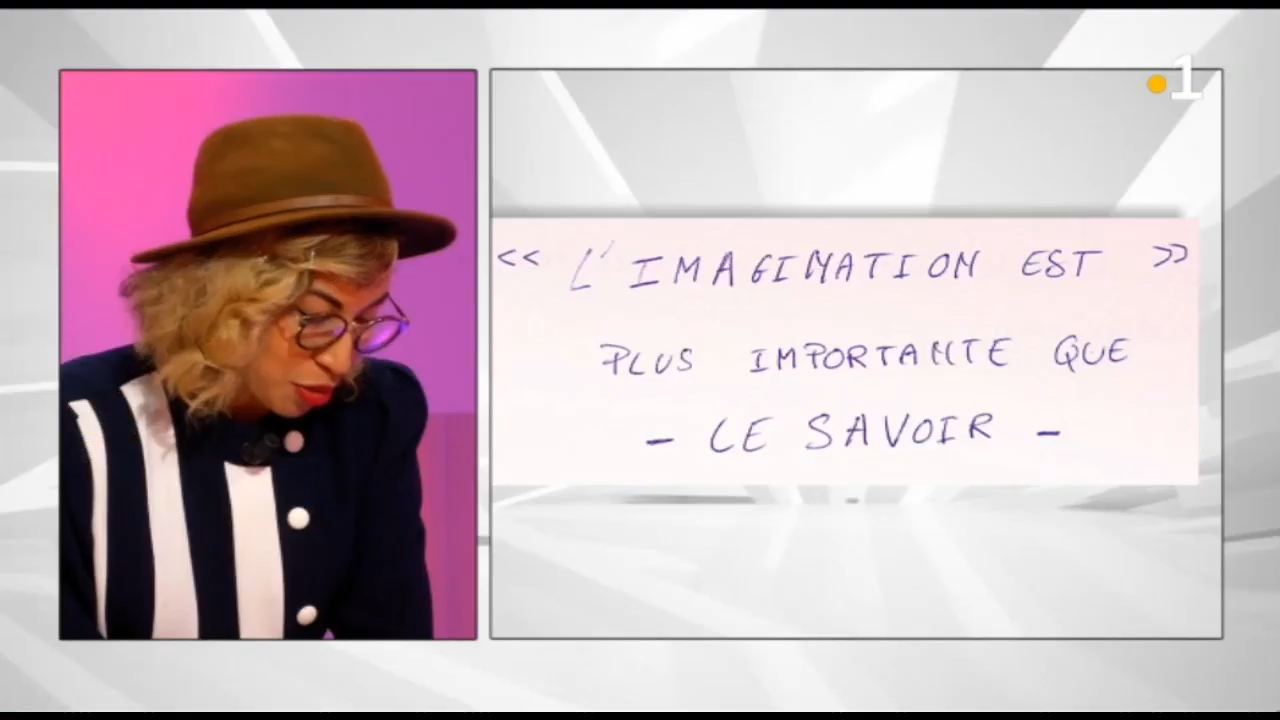 1
<< L'IMAGINATION EST >>
PLUS IMPORTANTE QUE
- LE SAVOIR -